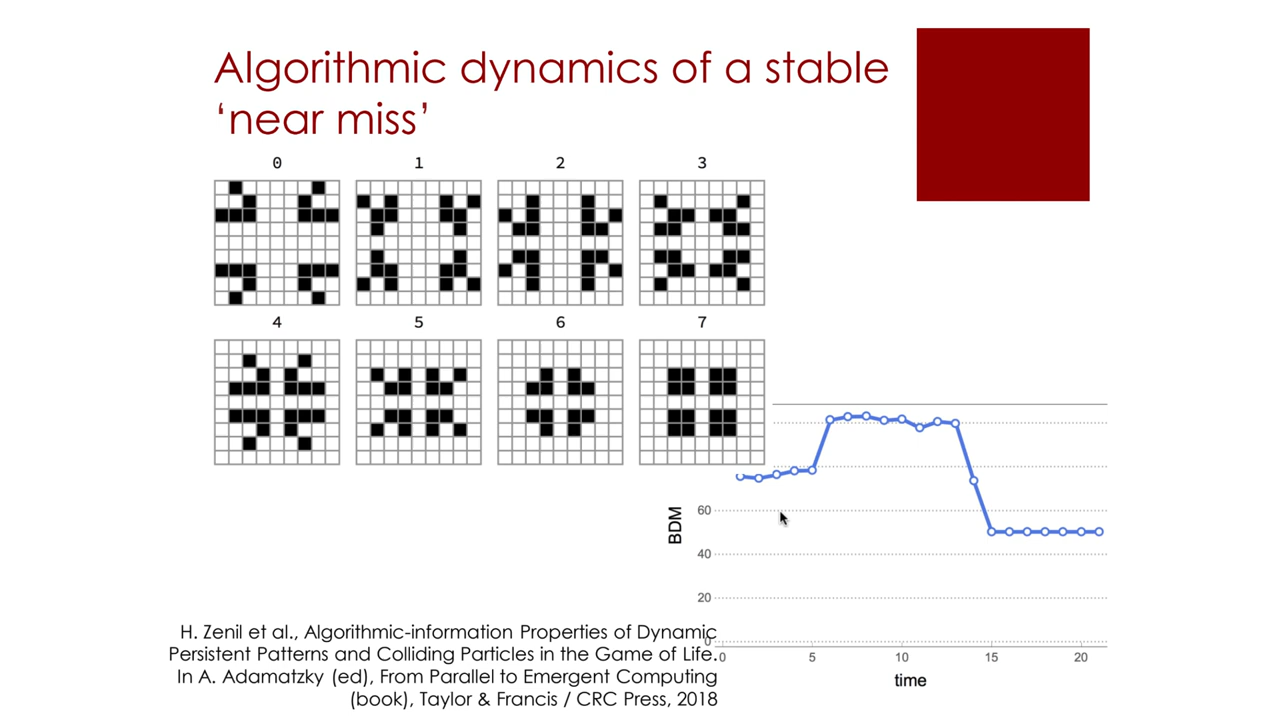 Algorithmic dynamics of a stable
‘near miss’
0 1 2 3
4 5 6 7
BDM
60
40
20
0
0 5 10 15 20
time
H. Zenil et al., Algorithmic-information Properties of Dynamic
Persistent Patterns and Colliding Particles in the Game of Life.
In A. Adamatzky (ed), From Parallel to Emergent Computing
(book), Taylor & Francis / CRC Press, 2018